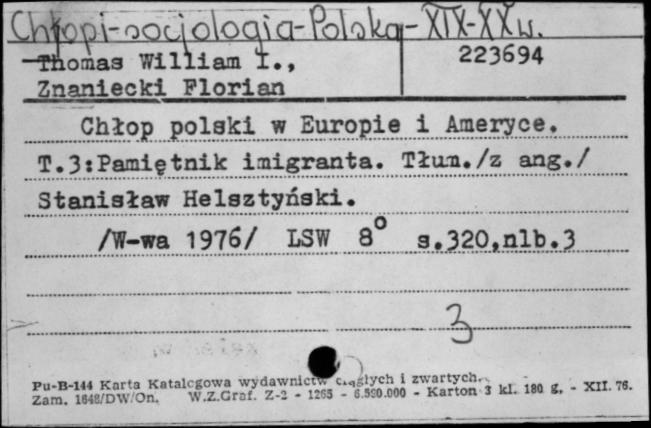 Chłopi-socjologia-Polska-XIX-XX w.
Thomas William I.,
223694
Znaniecki Florian
Chłop polski w Europie i Ameryce.
T.3:Pamiętnik imigranta. Tłum./z ang./
Stanisław Helsztyński.
/W-wa 1976/ LSW 8° s.320,nlb.3
3
Pu-B-144 Karta Katalogowa wydawnictw ciągłych i zwartych.
Zam. 1648/DW/On. W.Z.Graf. Z-2 - 1265 - 6.590.000 - Karton 3 kl. 180 g. - XII. 76.